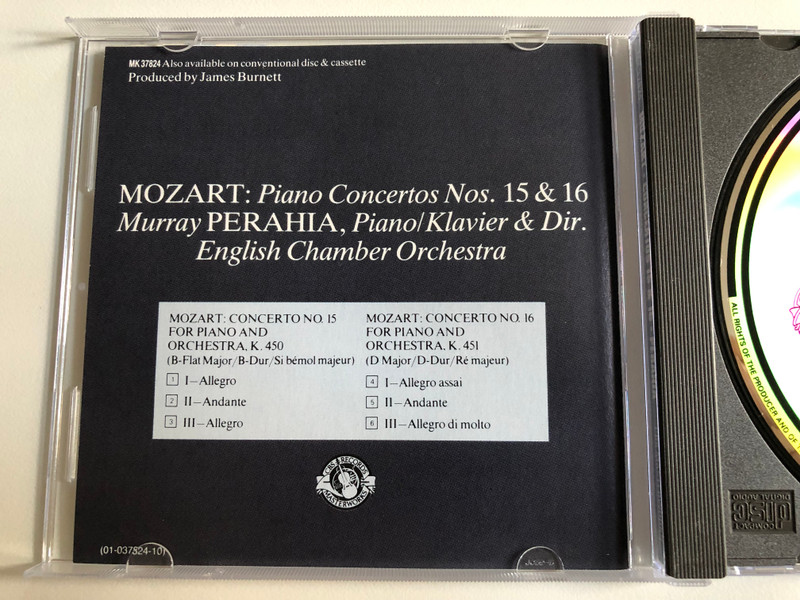 MK 37824 Also available on conventional disc & cassette
Produced by James Burnett
MOZART: Piano Concertos Nos. 15 & 16
Murray PERAHIA, Piano/Klavier & Dir.
English Chamber Orchestra
MOZART: CONCERTO NO. 15
FOR PIANO AND
ORCHESTRA, K. 450
(B-Flat Major/B-Dur/Si bémol majeur)
1 I—Allegro
2 II—Andante
3 III—Allegro
MOZART: CONCERTO NO. 16
FOR PIANO AND
ORCHESTRA, K. 451
(D Major/D-Dur/Ré majeur)
4 I—Allegro assai
5 II—Andante
6 III—Allegro di molto
CBS RECORDS
MASTERWORKS
(01-037824-10)
ALL RIGHTS OF THE PRODUCER AND OF
COMPACT
disc
DIGITAL AUDIO